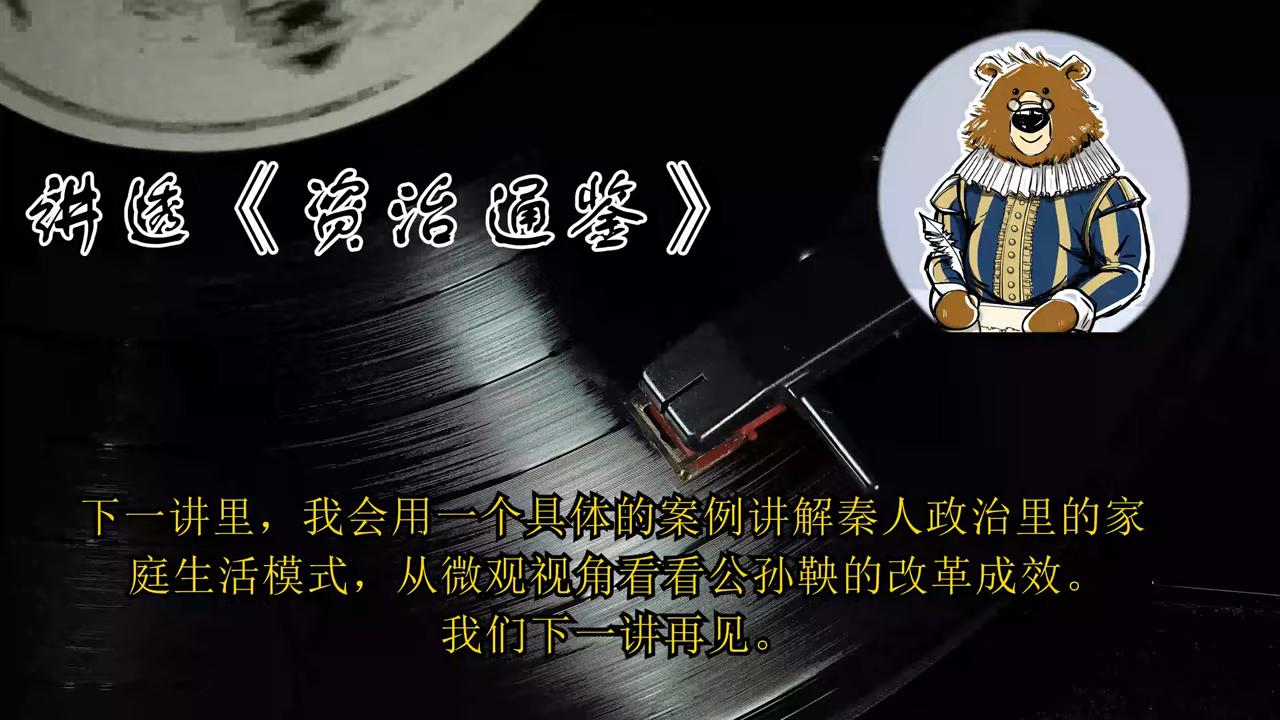 讲透《资治通鉴》
下一讲里，我会用一个具体的案例讲解秦人政治里的家
庭生活模式，从微观视角看看公孙鞅的改革成效。
我们下一讲再见。